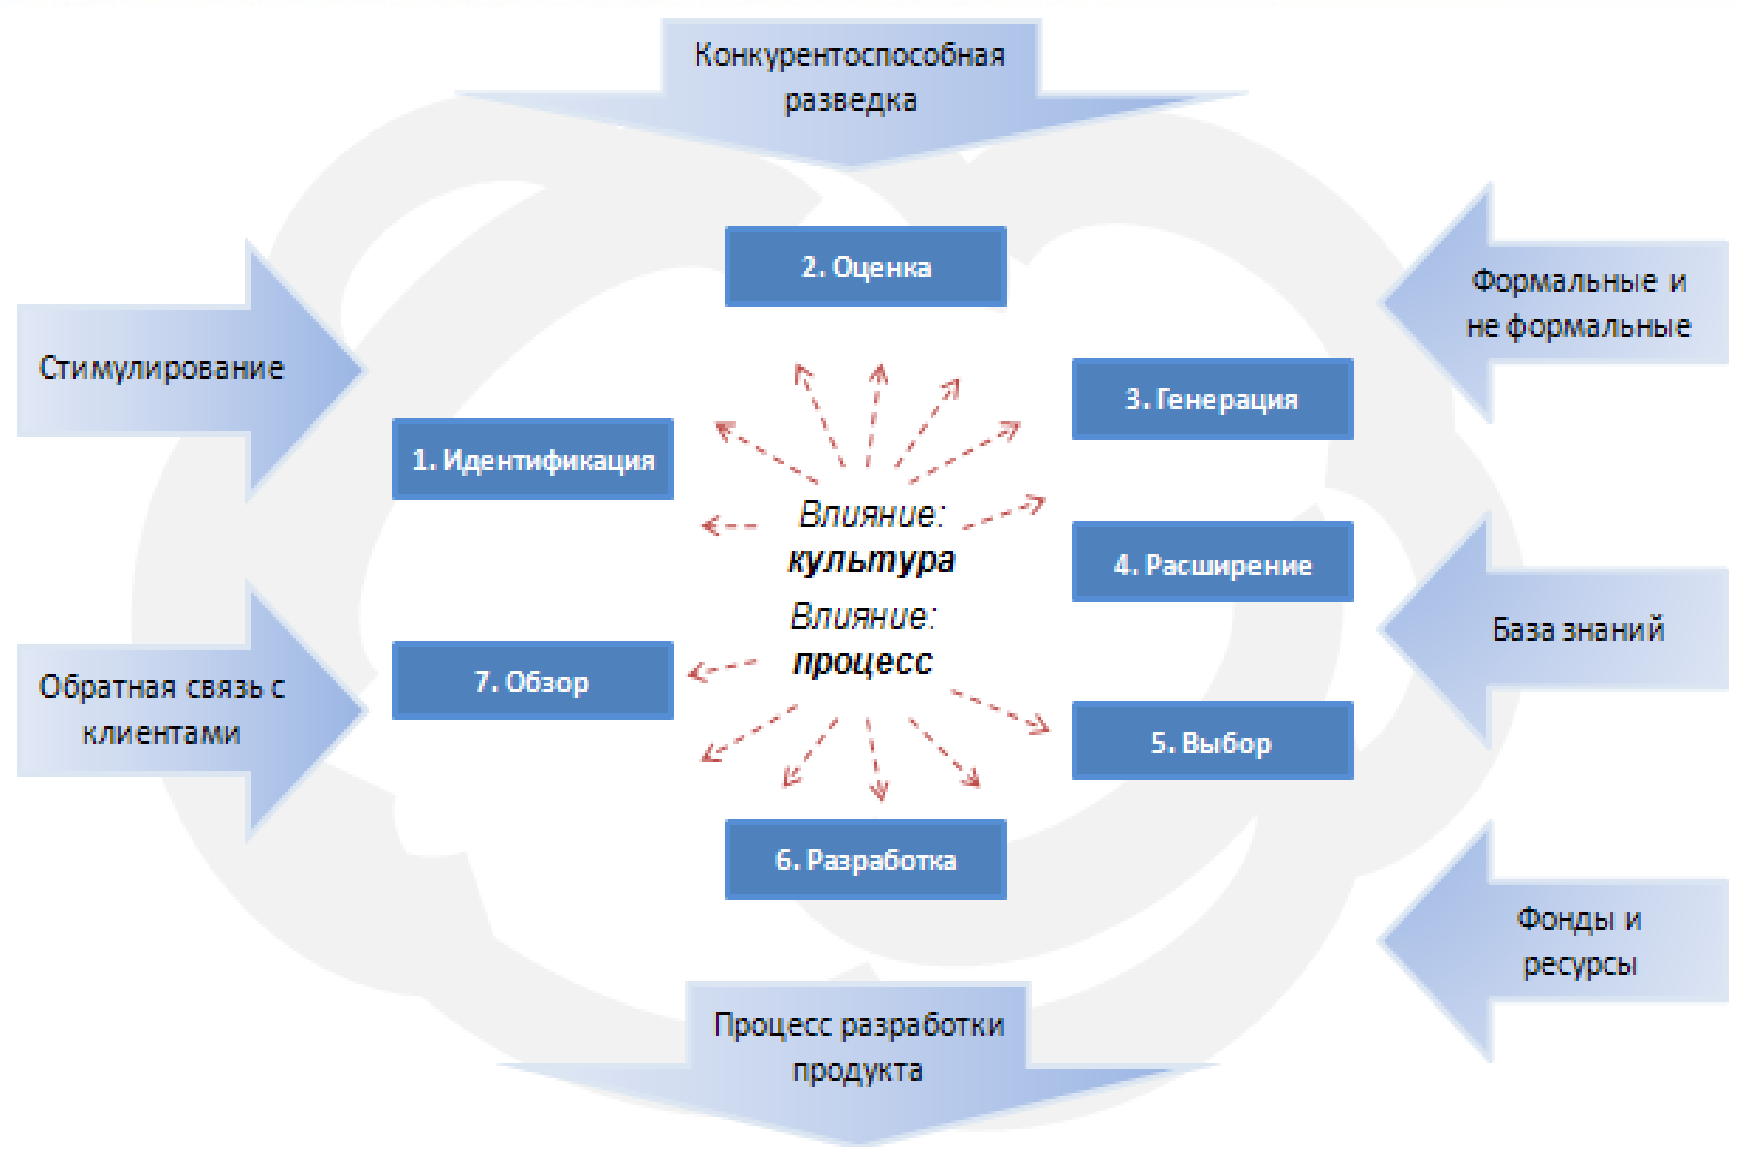 Конкурентоспособная
разведка
2. Оценка
Формальные и
не формальные
Стимулирование
3. Генерация
1. Идентификация
Влияние:
культура
4. Расширение
Влияние:
процесс
База знаний
Обратная связь с
клиентами
7. Обзор
5. Выбор
6. Разработка
Фонды и
ресурсы
Процесс разработки
продукта